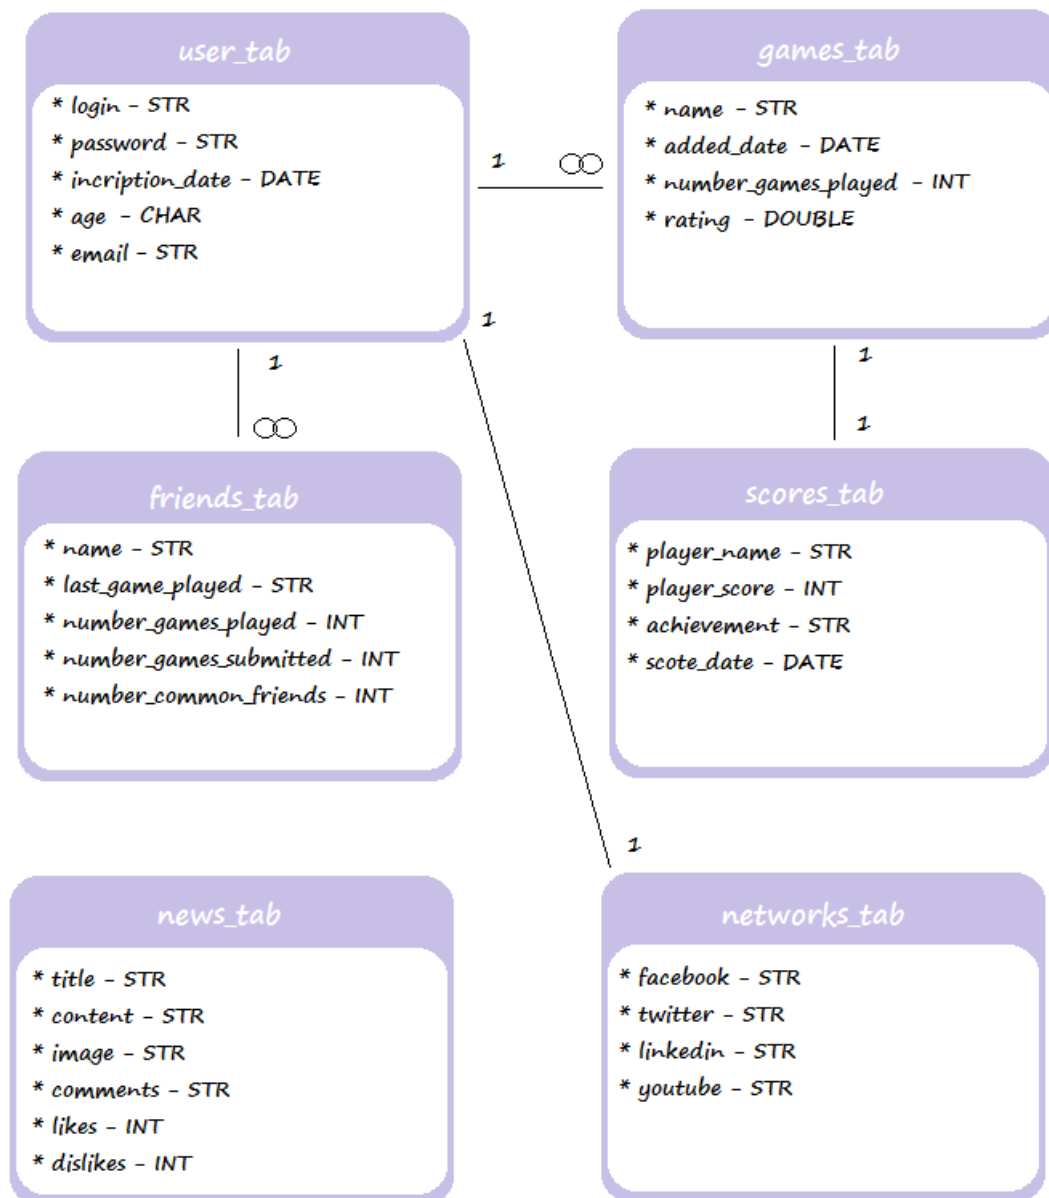 user_tab
* login - STR
* password - STR
* incription_date - DATE
* age - CHAR
* email - STR
games_tab
* name - STR
* added_date - DATE
* number_games_played - INT
* rating - DOUBLE
1
1
1
1
1
friends_tab
* name - STR
* last_game_played - STR
* number_games_played - INT
* number_games_submitted - INT
* number_common_friends - INT
scores_tab
* player_name - STR
* player_score - INT
* achievement - STR
* scote_date - DATE
1
news_tab
* title - STR
* content - STR
* image - STR
* comments - STR
* likes - INT
* dislikes - INT
networks_tab
* facebook - STR
* twitter - STR
* linkedin - STR
* youtube - STR